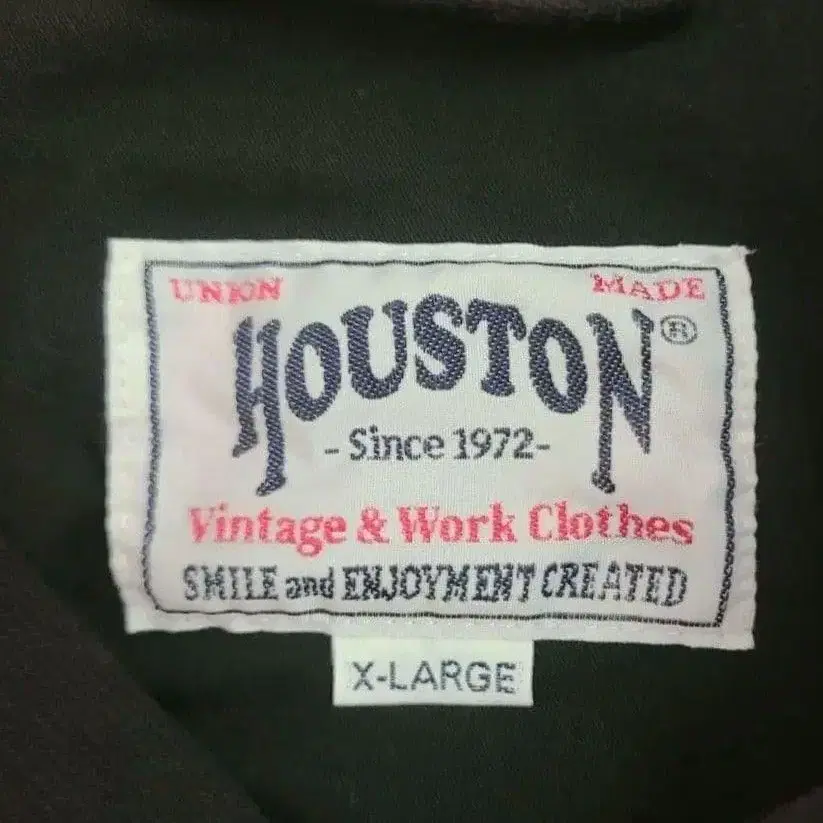 UNION MADE
HOUSTON®
- Since 1972-
Vintage & Work Clothes
SMILE and ENJOYMENT CREATED
X-LARGE